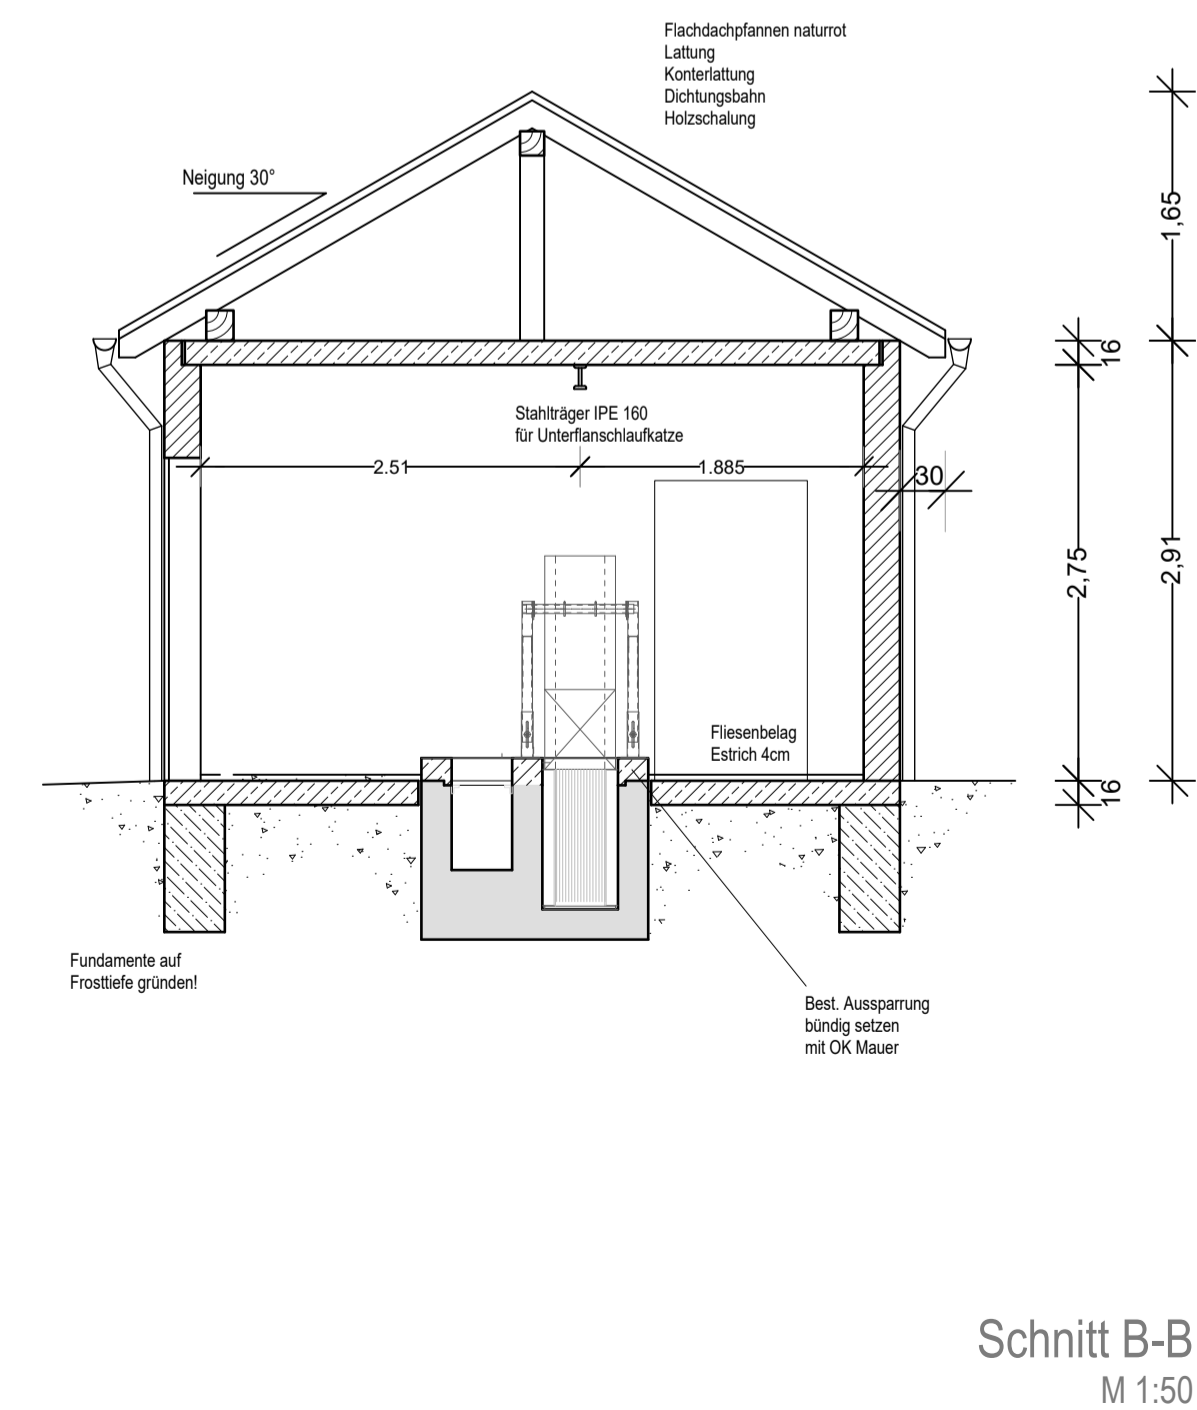 Flachdachpfannen naturrot
Lattung
Konterlattung
Dichtungsbahn
Holzschalung
Neigung 30°
1,65
16
Stahlträger IPE 160
für Unterflanschlaufkatze
2.51
1.885
30
2,75
2,91
Fliesenbelag
Estrich 4cm
16
Fundamente auf
Frosttiefe gründen!
Best. Aussparrung
bündig setzen
mit OK Mauer
Schnitt B-B
M 1:50